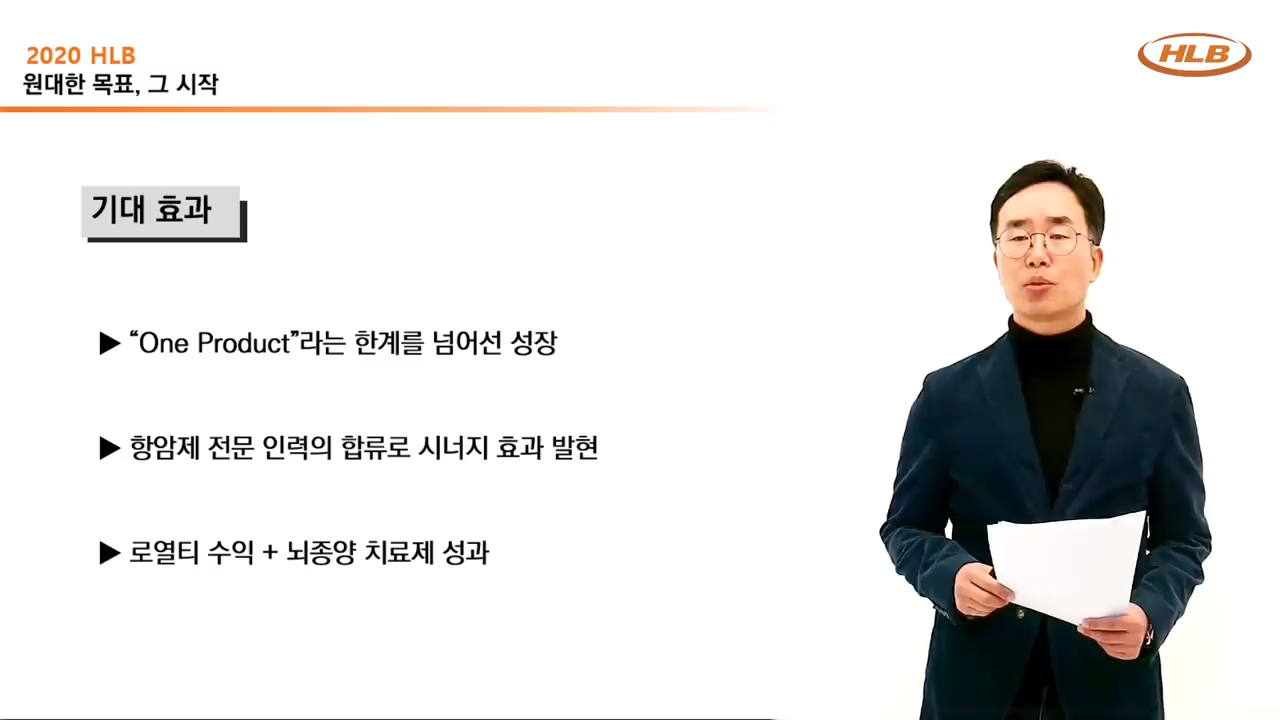 2020 HLB
원대한 목표, 그 시작
HLB
기대 효과
▶ “One Product”라는 한계를 넘어선 성장
▶ 항암제 전문 인력의 합류로 시너지 효과 발현
▶ 로열티 수익 + 뇌종양 치료제 성과